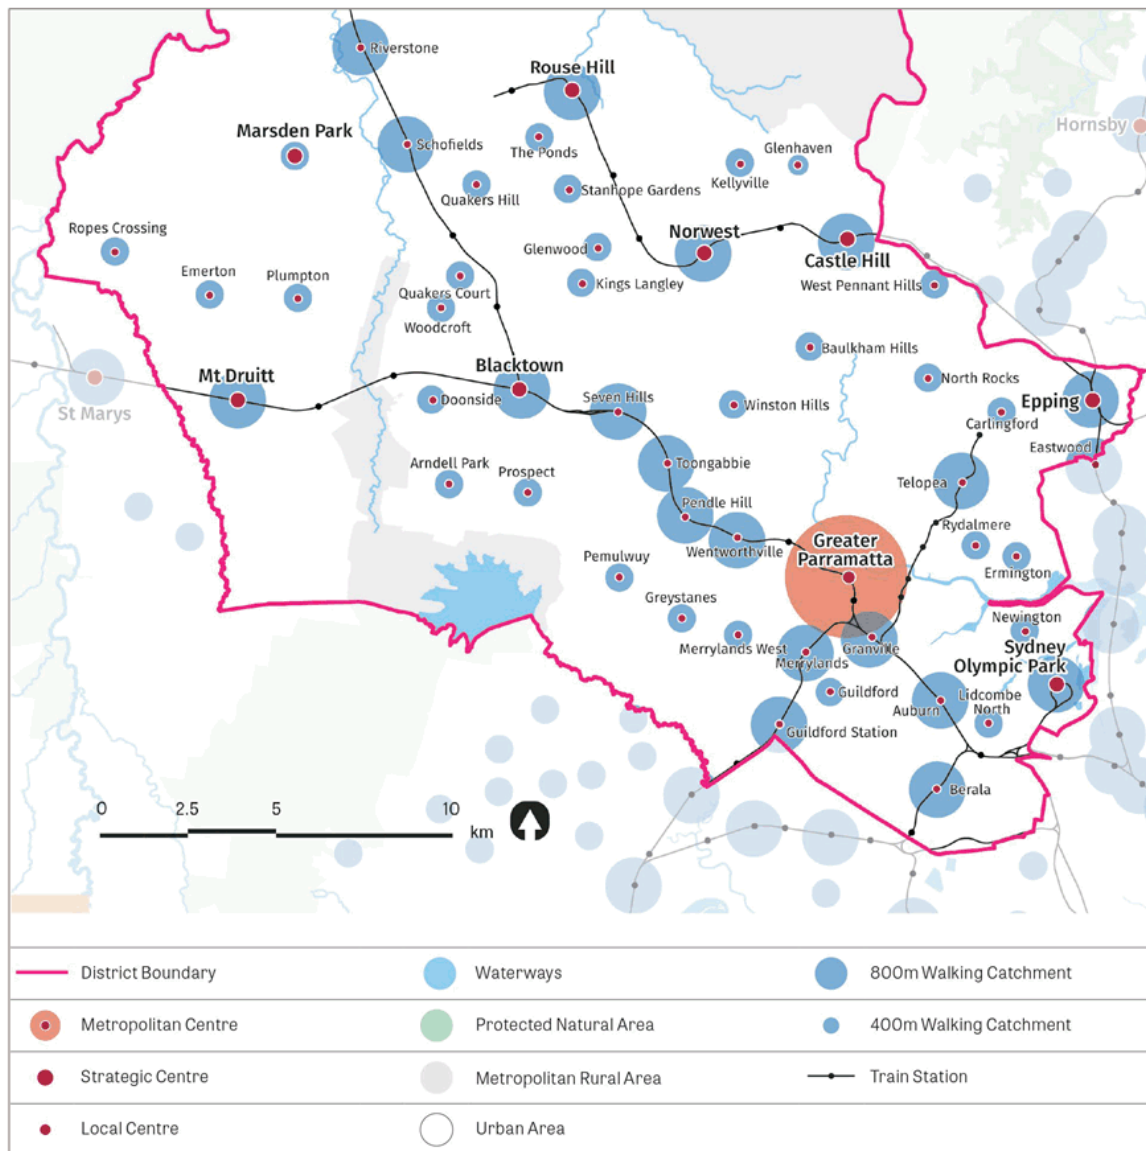 Riverstone
Rouse Hill
Hornsby
Marsden Park
Schofields
The Ponds
Glenhaven
Kellyville
Quakers Hill
Stanhope Gardens
Ropes Crossing
Norwest
Glenwood
Castle Hill
Emerton
Plumpton
Quakers Court
Kings Langley
West Pennant Hills
Woodcroft
Baulkham Hills
Mt Druitt
Blacktown
North Rocks
St Marys
Doonside
Seven Hills
Winston Hills
Epping
Carlingford
Eastwood
Arndell Park
Prospect
Toongabbie
Telopea
Pendle Hill
Rydalmere
Wentworthville
Greater
Parramatta
Pemulwuy
Ermington
Greystanes
Newington
Merrylands West
Merrylands
Granville
Sydney
Olympic Park
Guildford
Auburn
Lidcombe
North
Guildford Station
Berala
0 2.5 5 10
km
District Boundary
Waterways
800m Walking Catchment
Metropolitan Centre
Protected Natural Area
400m Walking Catchment
Strategic Centre
Metropolitan Rural Area
Train Station
Local Centre
Urban Area